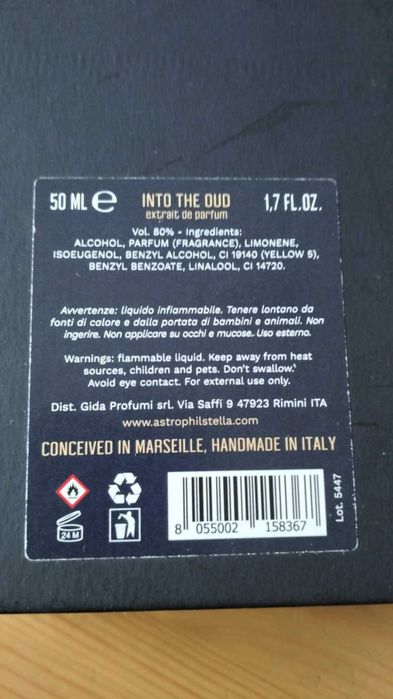 50 ML e INTO THE OUD 1,7 FL.OZ.
extrait de parfum
Vol. 80% - Ingredients:
ALCOHOL, PARFUM (FRAGRANCE), LIMONENE,
ISOEUGENOL, BENZYL ALCOHOL, CI 19140 (YELLOW 5),
BENZYL BENZOATE, LINALOOL, CI 14720.
Avvertenze: liquido infiammabile. Tenere lontano da
fonti di calore e dalla portata di bambini e animali. Non
ingerire. Non applicare su occhi e mucose. Uso esterno.
Warnings: flammable liquid. Keep away from heat
sources, children and pets. Don't swallow.
Avoid eye contact. For external use only.
Dist. Gida Profumi srl. Via Saffi 9 47923 Rimini ITA
www.astrophilstella.com
CONCEIVED IN MARSEILLE, HANDMADE IN ITALY
24 M
8 055002 158367
Lot. 5447